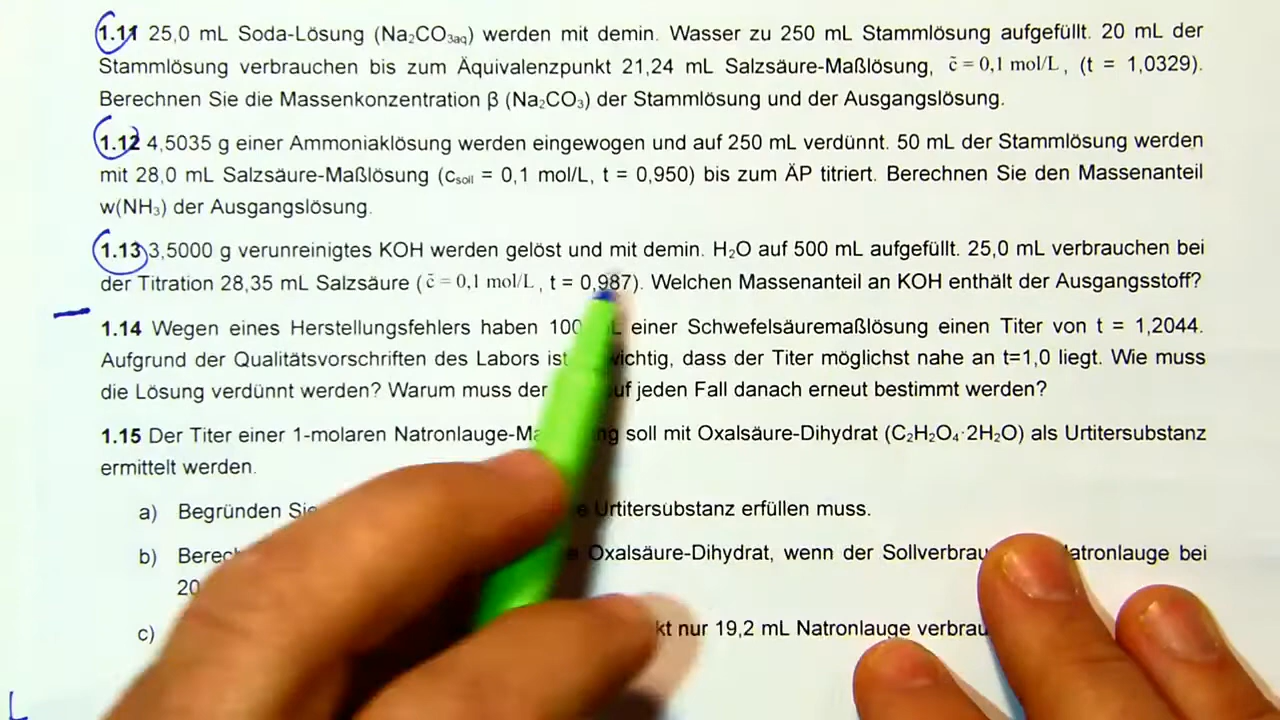 1.11 25,0 mL Soda-Lösung (Na₂CO₃aq) werden mit demin. Wasser zu 250 mL Stammlösung aufgefüllt. 20 mL der
Stammlösung verbrauchen bis zum Äquivalenzpunkt 21,24 mL Salzsäure-Maßlösung, c̃ = 0,1 mol/L, (t = 1,0329).
Berechnen Sie die Massenkonzentration β (Na₂CO₃) der Stammlösung und der Ausgangslösung.
1.12 4,5035 g einer Ammoniaklösung werden eingewogen und auf 250 mL verdünnt. 50 mL der Stammlösung werden
mit 28,0 mL Salzsäure-Maßlösung (csoll = 0,1 mol/L, t = 0,950) bis zum ÄP titriert. Berechnen Sie den Massenanteil
w(NH₃) der Ausgangslösung.
1.13 3,5000 g verunreinigtes KOH werden gelöst und mit demin. H₂O auf 500 mL aufgefüllt. 25,0 mL verbrauchen bei
der Titration 28,35 mL Salzsäure (c̃ = 0,1 mol/L, t = 0,987). Welchen Massenanteil an KOH enthält der Ausgangsstoff?
1.14 Wegen eines Herstellungsfehlers haben 100 einer Schwefelsäuremaßlösung einen Titer von t = 1,2044.
Aufgrund der Qualitätsvorschriften des Labors ist wichtig, dass der Titer möglichst nahe an t=1,0 liegt. Wie muss
die Lösung verdünnt werden? Warum muss der auf jeden Fall danach erneut bestimmt werden?
1.15 Der Titer einer 1-molaren Natronlauge- soll mit Oxalsäure-Dihydrat (C₂H₂O₄·2H₂O) als Urtitersubstanz
ermittelt werden.
a) Begründen Urtitersubstanz erfüllen muss.
b) Oxalsäure-Dihydrat, wenn der bei
20
c) nur 19,2 mL Natronlauge
L